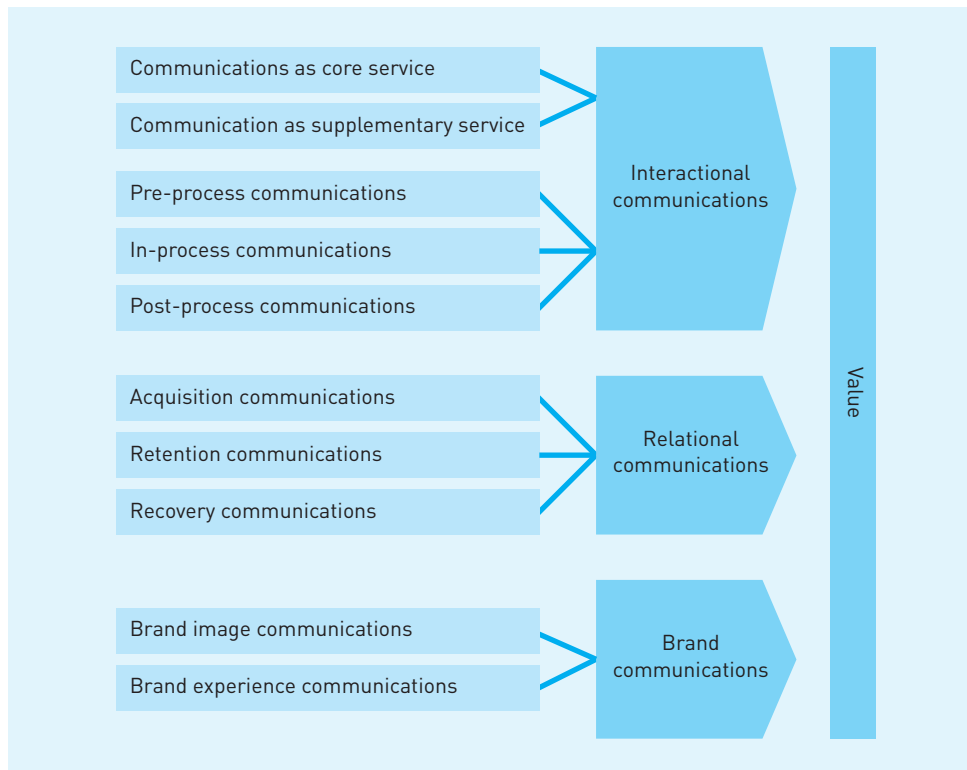 Communications as core service
Communication as supplementary service
Pre-process communications
In-process communications
Post-process communications
Interactional
communications
Acquisition communications
Retention communications
Recovery communications
Relational
communications
Brand image communications
Brand experience communications
Brand
communications
Value